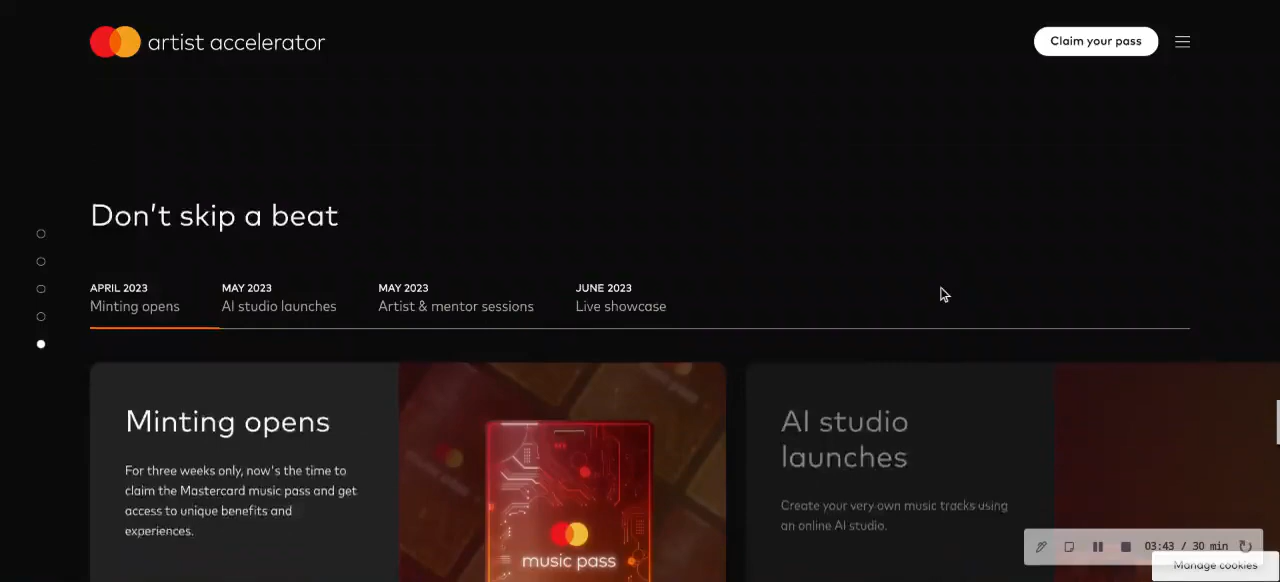 artist accelerator
Claim your pass
Don't skip a beat
APRIL 2023
Minting opens
MAY 2023
AI studio launches
MAY 2023
Artist & mentor sessions
JUNE 2023
Live showcase
Minting opens
For three weeks only, now's the time to
claim the Mastercard music pass and get
access to unique benefits and
experiences.
music pass
AI studio
launches
Create your very own music tracks using
an online AI studio.
03:43 / 30 min
Manage cookies